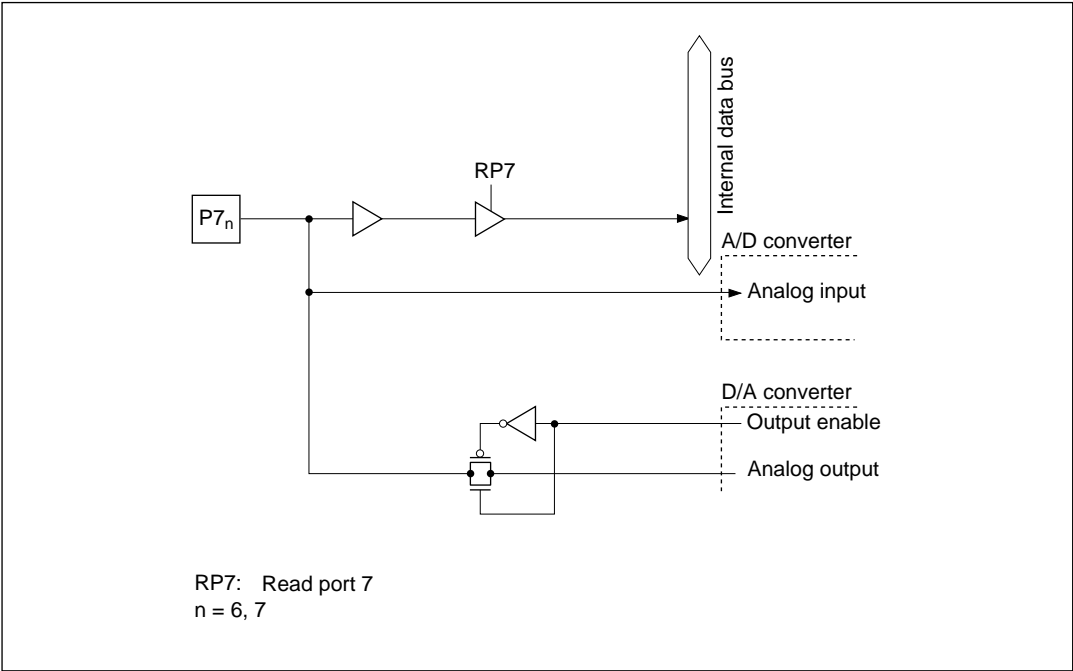 RP7
P7n
Internal data bus
A/D converter
Analog input
D/A converter
Output enable
Analog output
RP7: Read port 7
n = 6, 7